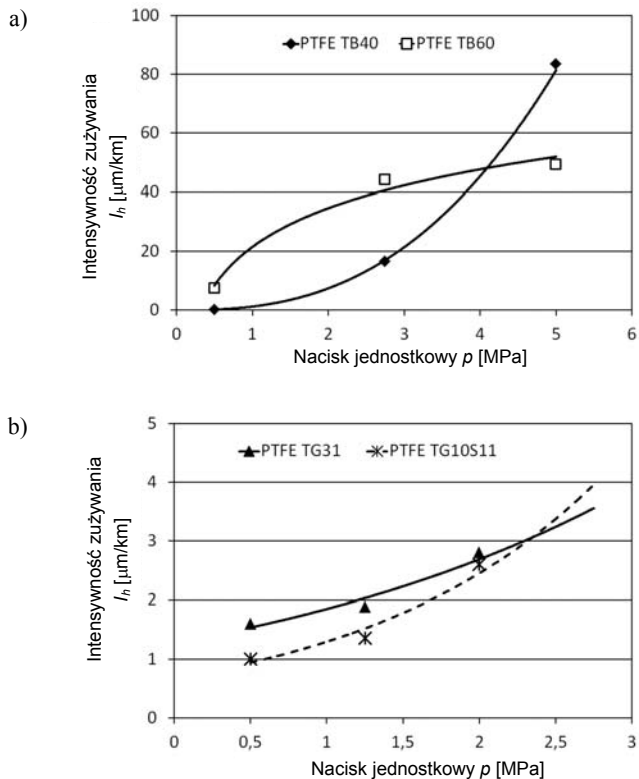 a)
100
80
60
40
20
0
PTFE TB40
PTFE TB60
Intensywność zużywania
I_h [μm/km]
0 1 2 3 4 5 6
Nacisk jednostkowy p [MPa]
b)
5
4
3
2
1
0
PTFE TG31
PTFE TG10S11
Intensywność zużywania
I_h [μm/km]
0 0,5 1 1,5 2 2,5 3
Nacisk jednostkowy p [MPa]